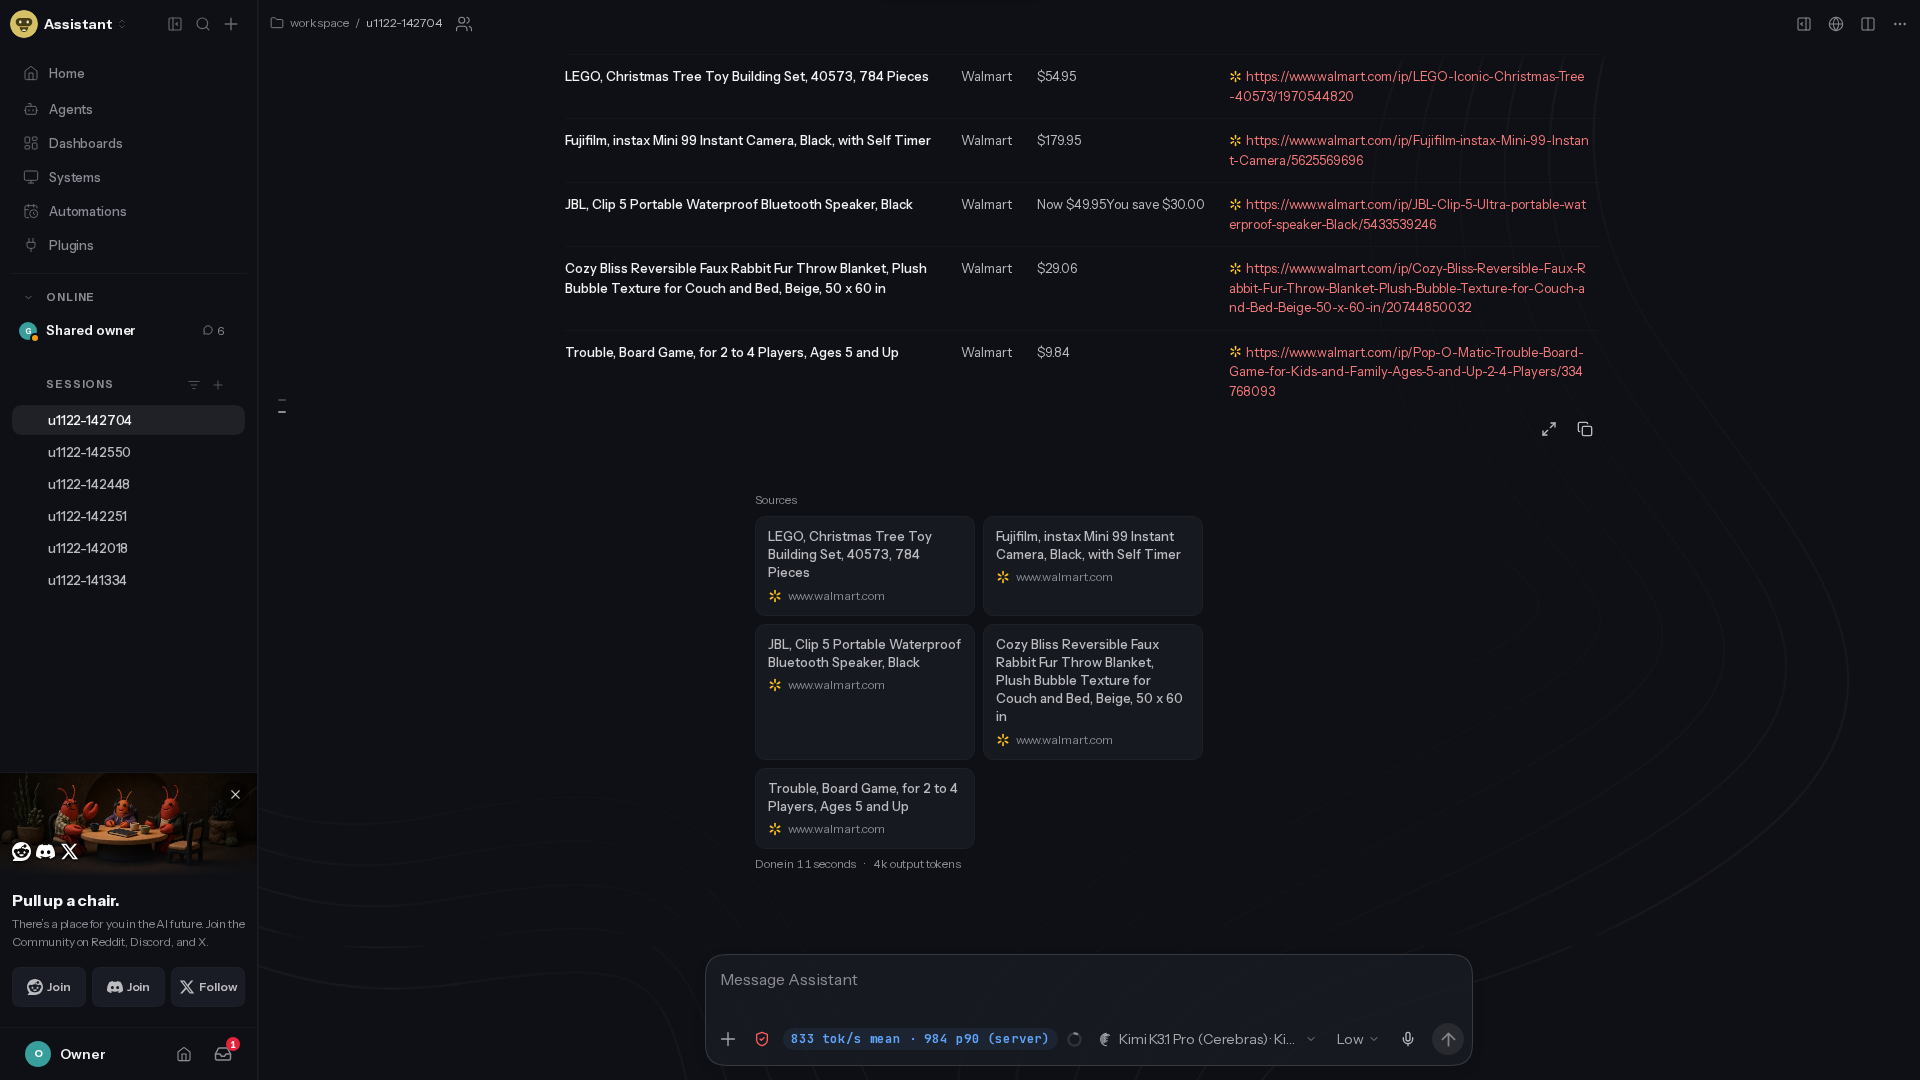 Assistant
workspace / u1122-142704
Home
Agents
Dashboards
Systems
Automations
Plugins
ONLINE
G
Shared owner
6
SESSIONS
u1122-142704
u1122-142550
u1122-142448
u1122-142251
u1122-142018
u1122-141334
Pull up a chair.
There's a place for you in the AI future. Join the
Community on Reddit, Discord, and X.
Join
Join
Follow
O
Owner
1
LEGO, Christmas Tree Toy Building Set, 40573, 784 Pieces
Walmart
$54.95
https://www.walmart.com/ip/LEGO-Iconic-Christmas-Tree
-40573/1970544820
Fujifilm, instax Mini 99 Instant Camera, Black, with Self Timer
Walmart
$179.95
https://www.walmart.com/ip/Fujifilm-instax-Mini-99-Instan
t-Camera/5625569696
JBL, Clip 5 Portable Waterproof Bluetooth Speaker, Black
Walmart
Now $49.95You save $30.00
https://www.walmart.com/ip/JBL-Clip-5-Ultra-portable-wat
erproof-speaker-Black/5433539246
Cozy Bliss Reversible Faux Rabbit Fur Throw Blanket, Plush
Bubble Texture for Couch and Bed, Beige, 50 x 60 in
Walmart
$29.06
https://www.walmart.com/ip/Cozy-Bliss-Reversible-Faux-R
abbit-Fur-Throw-Blanket-Plush-Bubble-Texture-for-Couch-a
nd-Bed-Beige-50-x-60-in/20744850032
Trouble, Board Game, for 2 to 4 Players, Ages 5 and Up
Walmart
$9.84
https://www.walmart.com/ip/Pop-O-Matic-Trouble-Board-
Game-for-Kids-and-Family-Ages-5-and-Up-2-4-Players/334
768093
Sources
LEGO, Christmas Tree Toy
Building Set, 40573, 784
Pieces
www.walmart.com
Fujifilm, instax Mini 99 Instant
Camera, Black, with Self Timer
www.walmart.com
JBL, Clip 5 Portable Waterproof
Bluetooth Speaker, Black
www.walmart.com
Cozy Bliss Reversible Faux
Rabbit Fur Throw Blanket,
Plush Bubble Texture for
Couch and Bed, Beige, 50 x 60
in
www.walmart.com
Trouble, Board Game, for 2 to 4
Players, Ages 5 and Up
www.walmart.com
Done in 11 seconds · 4k output tokens
Message Assistant
833 tok/s mean · 984 p90 (server)
Kimi K3.1 Pro (Cerebras) · Ki...
Low